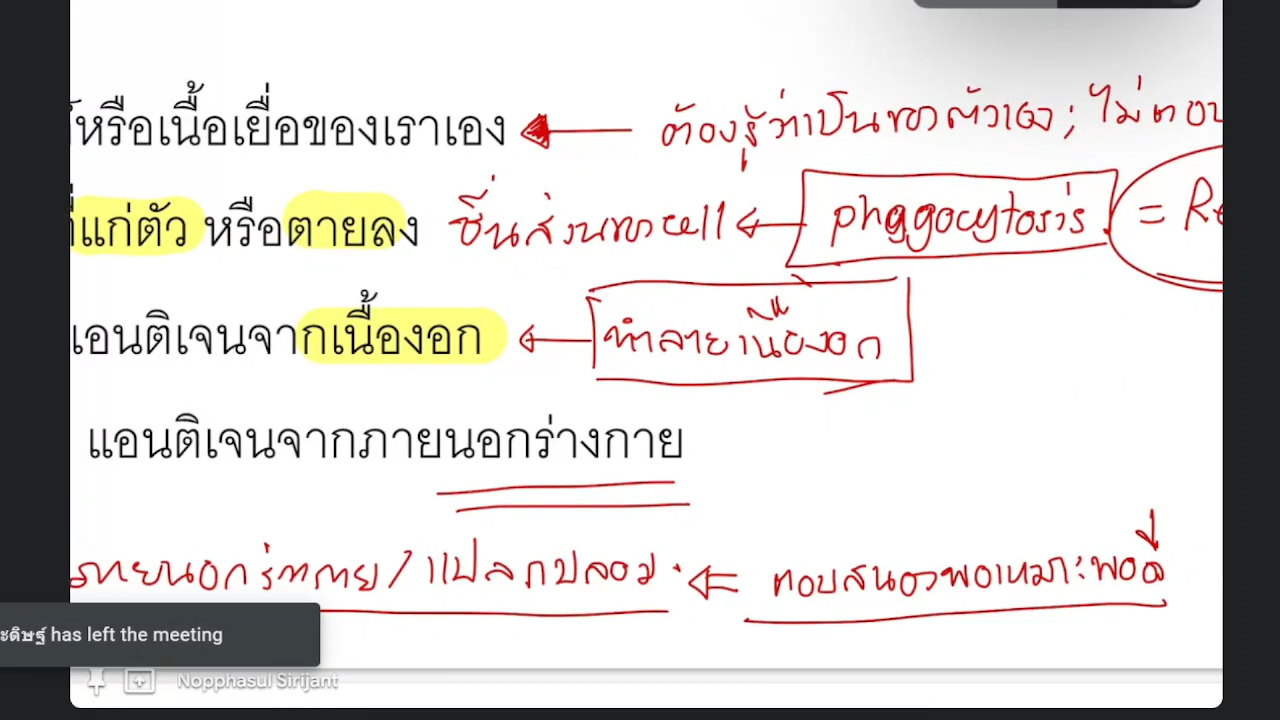 ์หรือเนื้อเยื่อของเราเอง ต้องรู้ว่าเป็นของตัวเอง ; ไม่ตอบ
ที่แก่ตัว หรือตายลง ชิ้นส่วนของ cell phagocytosis = Re
แอนติเจนจากเนื้องอก ทำลายเนื้องอก
แอนติเจนจากภายนอกร่างกาย
ภายนอกร่างกาย / แปลกปลอม ตอบสนองพอเหมาะพอดี
ะดิษฐ์ has left the meeting
Nopphasul Sirijant